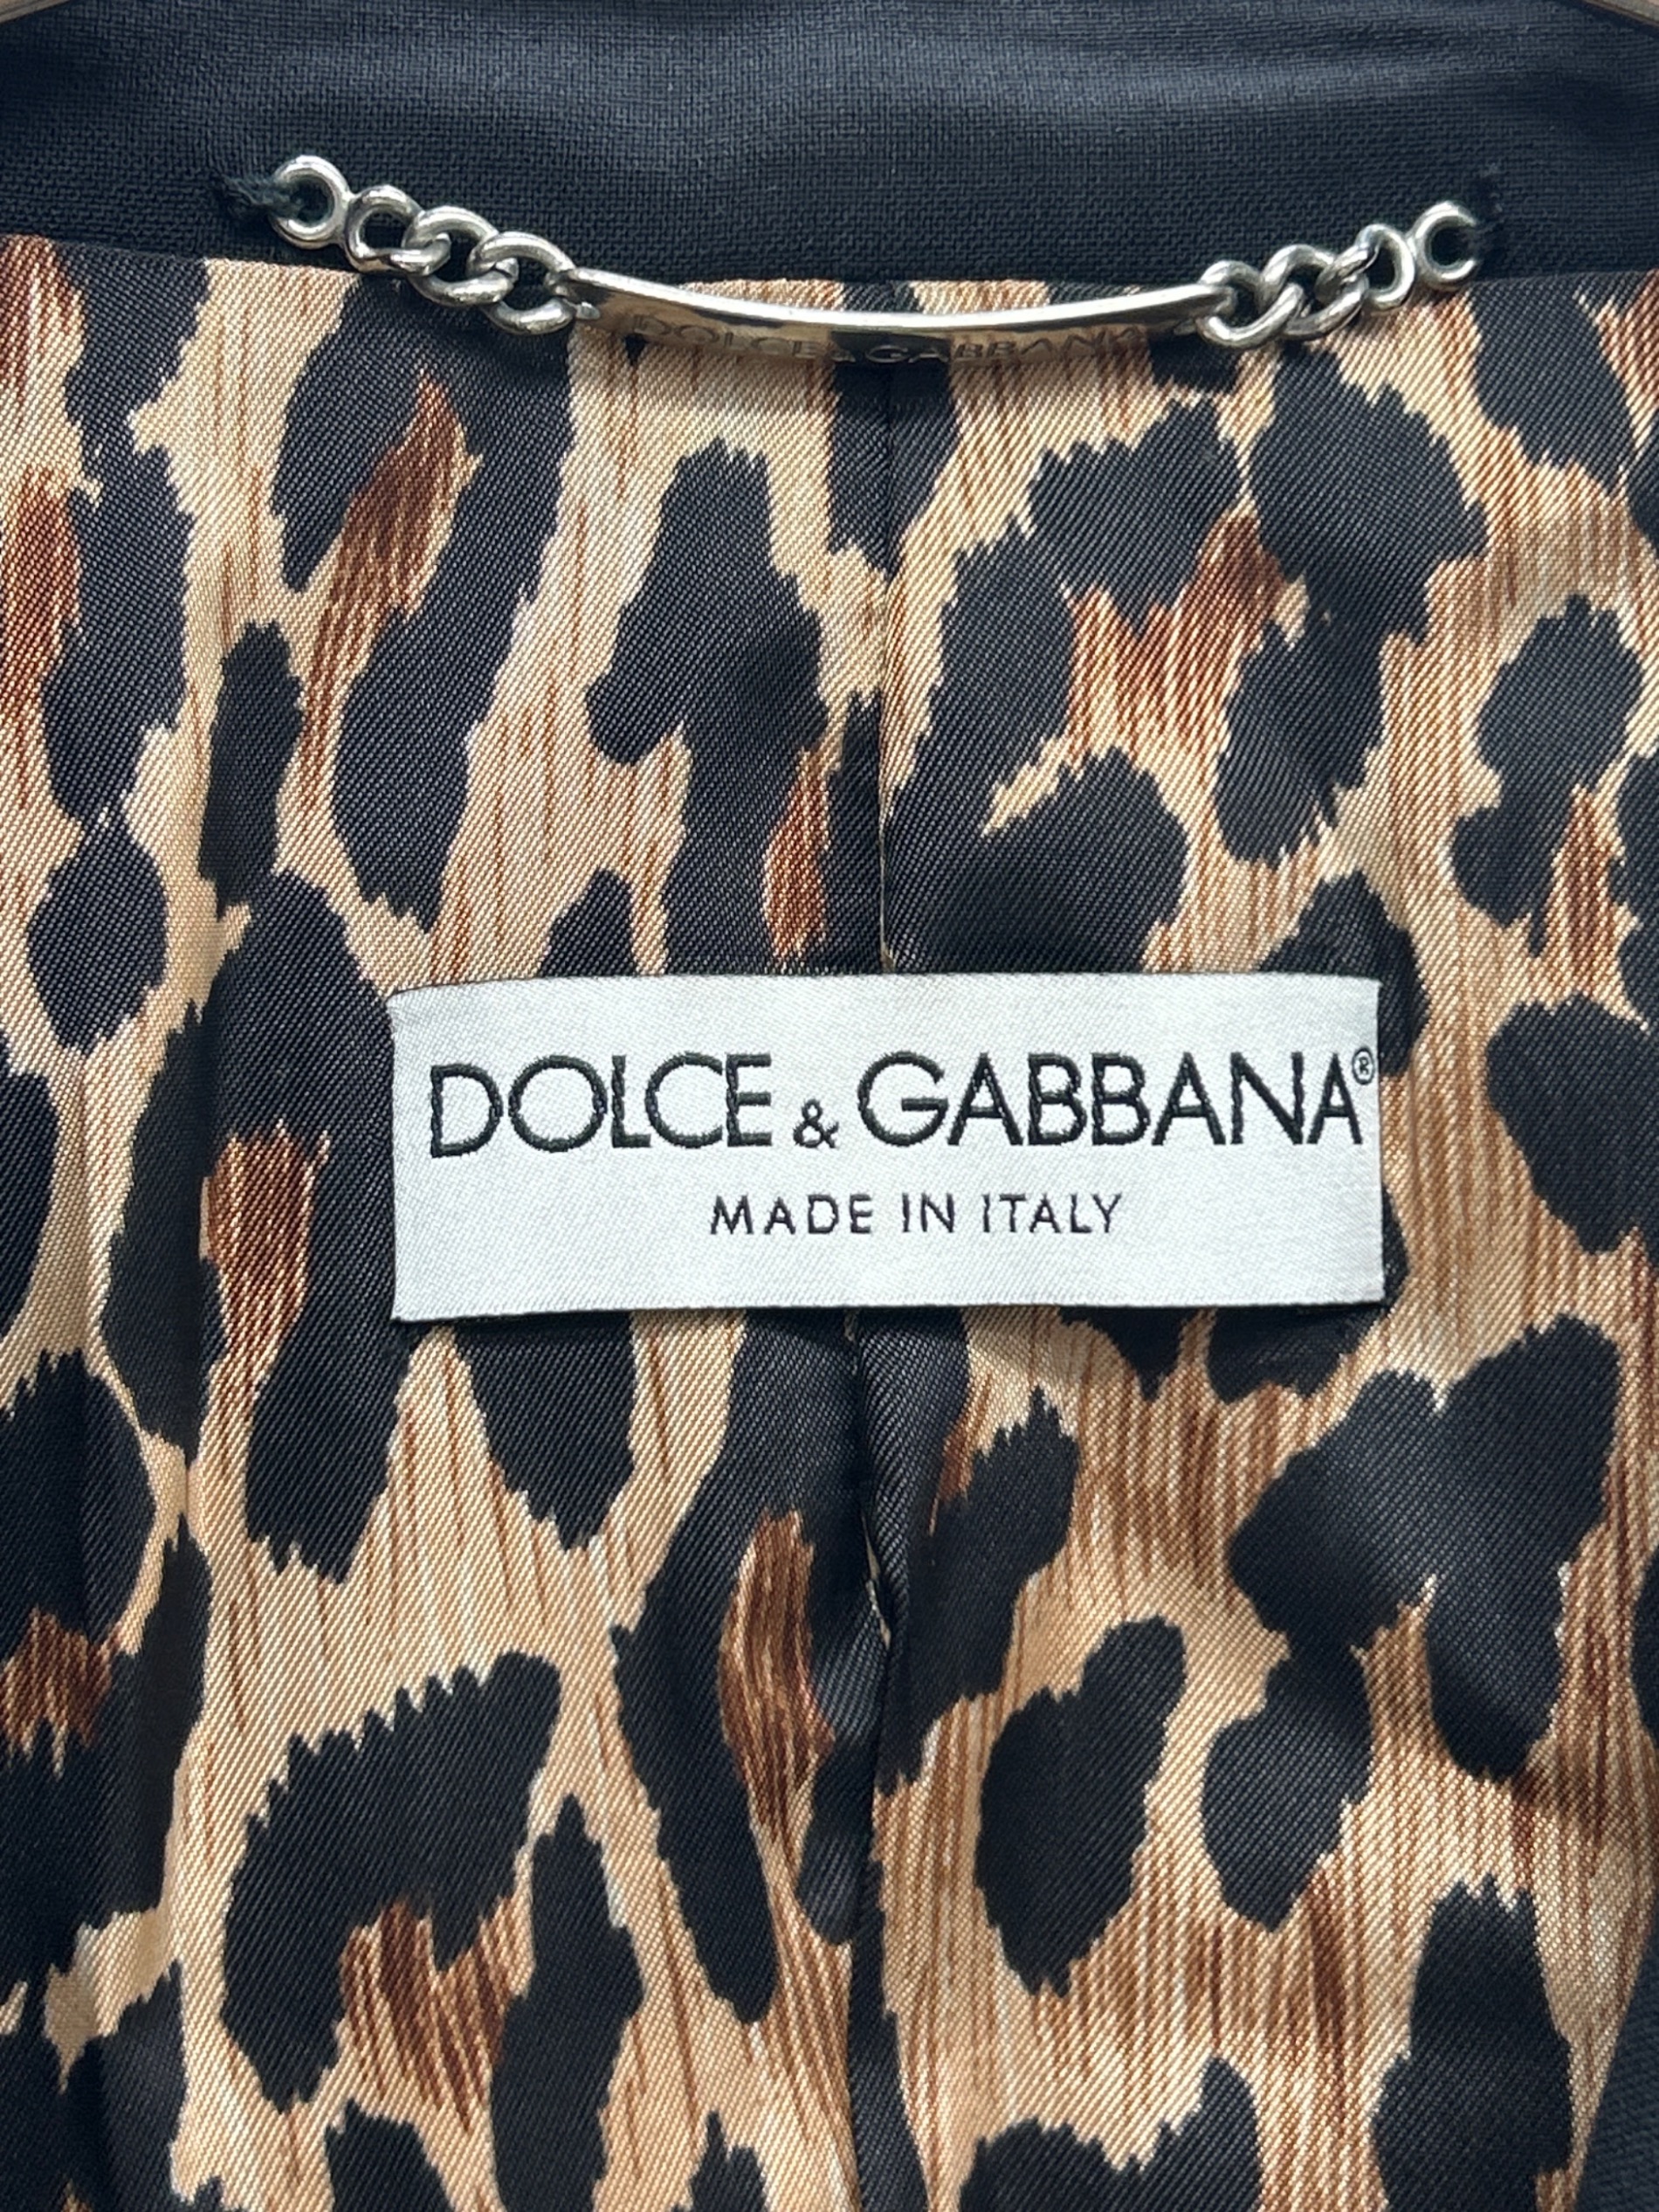 DOLCE & GABBANA
DOLCE & GABBANA®
MADE IN ITALY